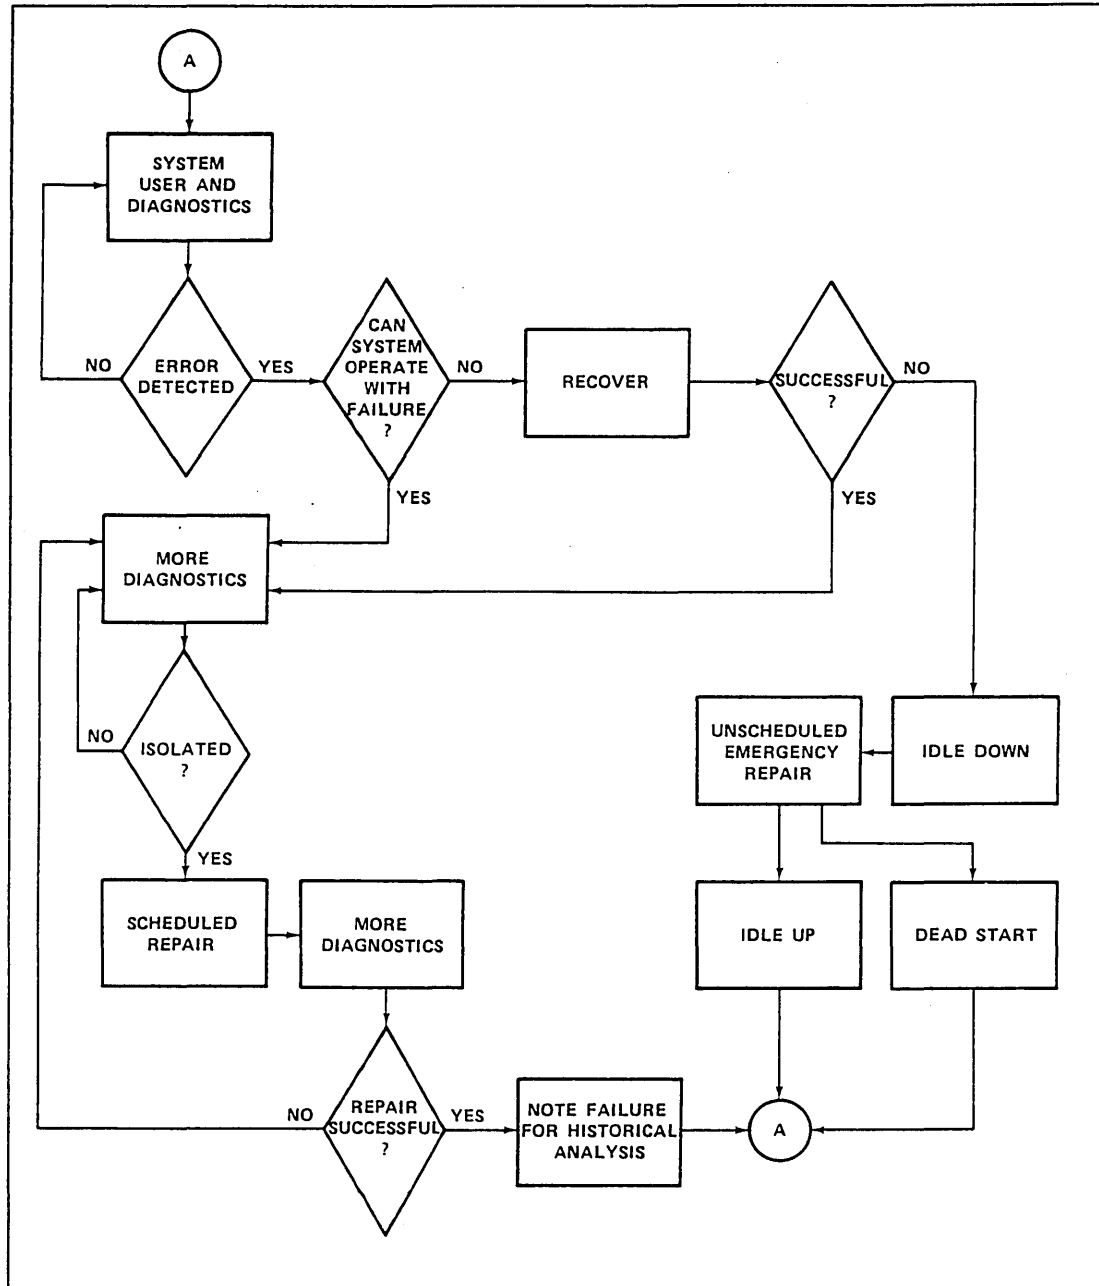 A
SYSTEM
USER AND
DIAGNOSTICS
NO
ERROR
DETECTED
YES
CAN
SYSTEM
OPERATE
WITH
FAILURE
?
NO
RECOVER
SUCCESSFUL
?
NO
YES
YES
MORE
DIAGNOSTICS
NO
ISOLATED
?
YES
UNSCHEDULED
EMERGENCY
REPAIR
IDLE DOWN
SCHEDULED
REPAIR
MORE
DIAGNOSTICS
IDLE UP
DEAD START
NO
REPAIR
SUCCESSFUL
?
YES
NOTE FAILURE
FOR HISTORICAL
ANALYSIS
A